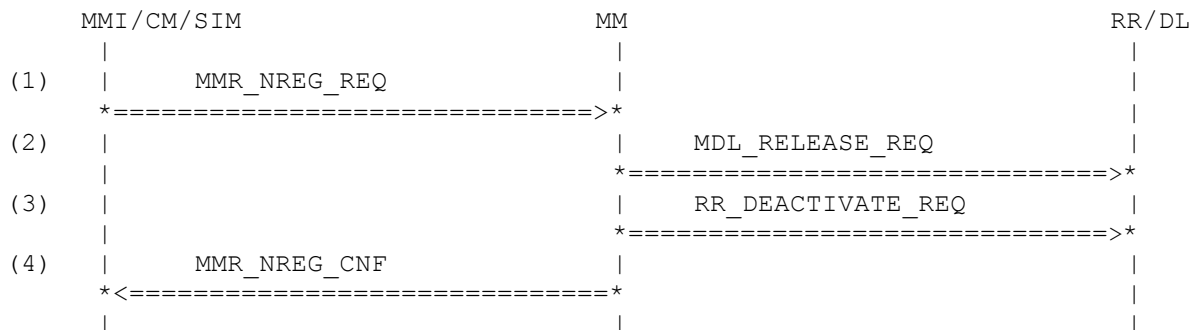 MMI/CM/SIM MM RR/DL
(1) MMR_NREG_REQ
(2) MDL_RELEASE_REQ
(3) RR_DEACTIVATE_REQ
(4) MMR_NREG_CNF